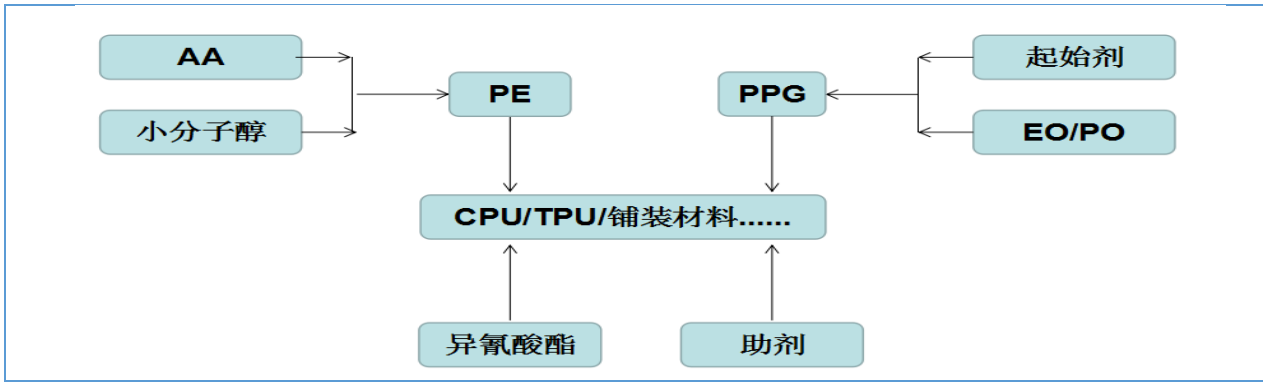 AA
起始剂
PE
PPG
小分子醇
EO/PO
CPU/TPU/铺装材料......
异氰酸酯
助剂